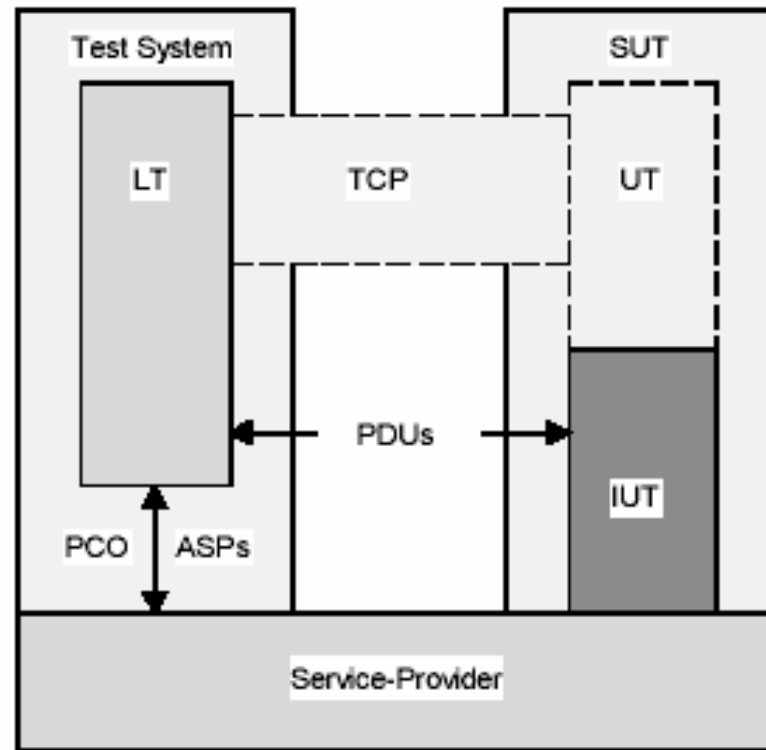 Test System
SUT
LT
TCP
UT
PDUs
IUT
PCO
ASPs
Service-Provider